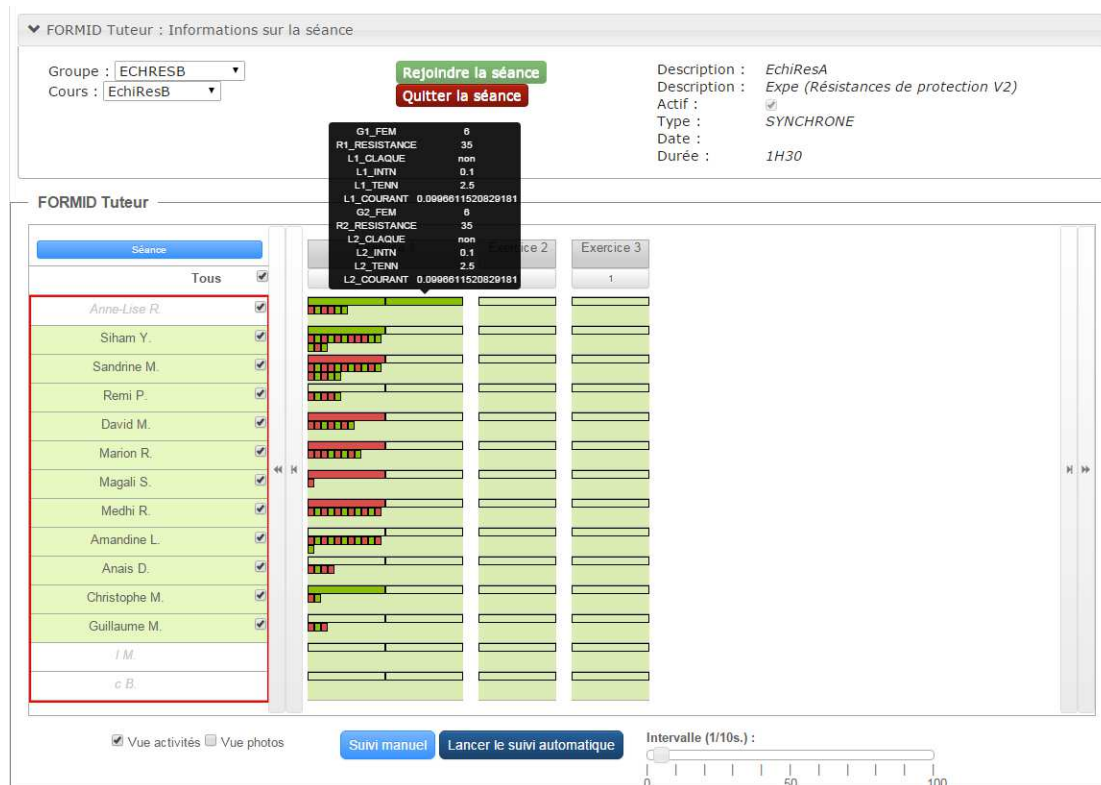 FORMID Tuteur : Informations sur la séance
Groupe : ECHRESB
Cours : EchiResB
Rejoindre la séance
Quitter la séance
Description : EchiResA
Description : Expe (Résistances de protection V2)
Actif :
Type : SYNCHRONE
Date :
Durée : 1H30
G1_FEM 6
R1_RESISTANCE 35
L1_CLAQUE non
L1_INTN 0.1
L1_TENN 2.5
L1_COURANT 0.0996611520829181
G2_FEM 6
R2_RESISTANCE 35
L2_CLAQUE non
L2_INTN 0.1
L2_TENN 2.5
L2_COURANT 0.0996611520829181
FORMID Tuteur
Séance
2
Exercice 3
Tous
1
Anne-Lise R.
Siham Y.
Sandrine M.
Remi P.
David M.
Marion R.
Magali S.
Medhi R.
Amandine L.
Anais D.
Christophe M.
Guillaume M.
I M.
c B.
Vue activités Vue photos
Suivi manuel
Lancer le suivi automatique
Intervalle (1/10s.) :
0 50 100